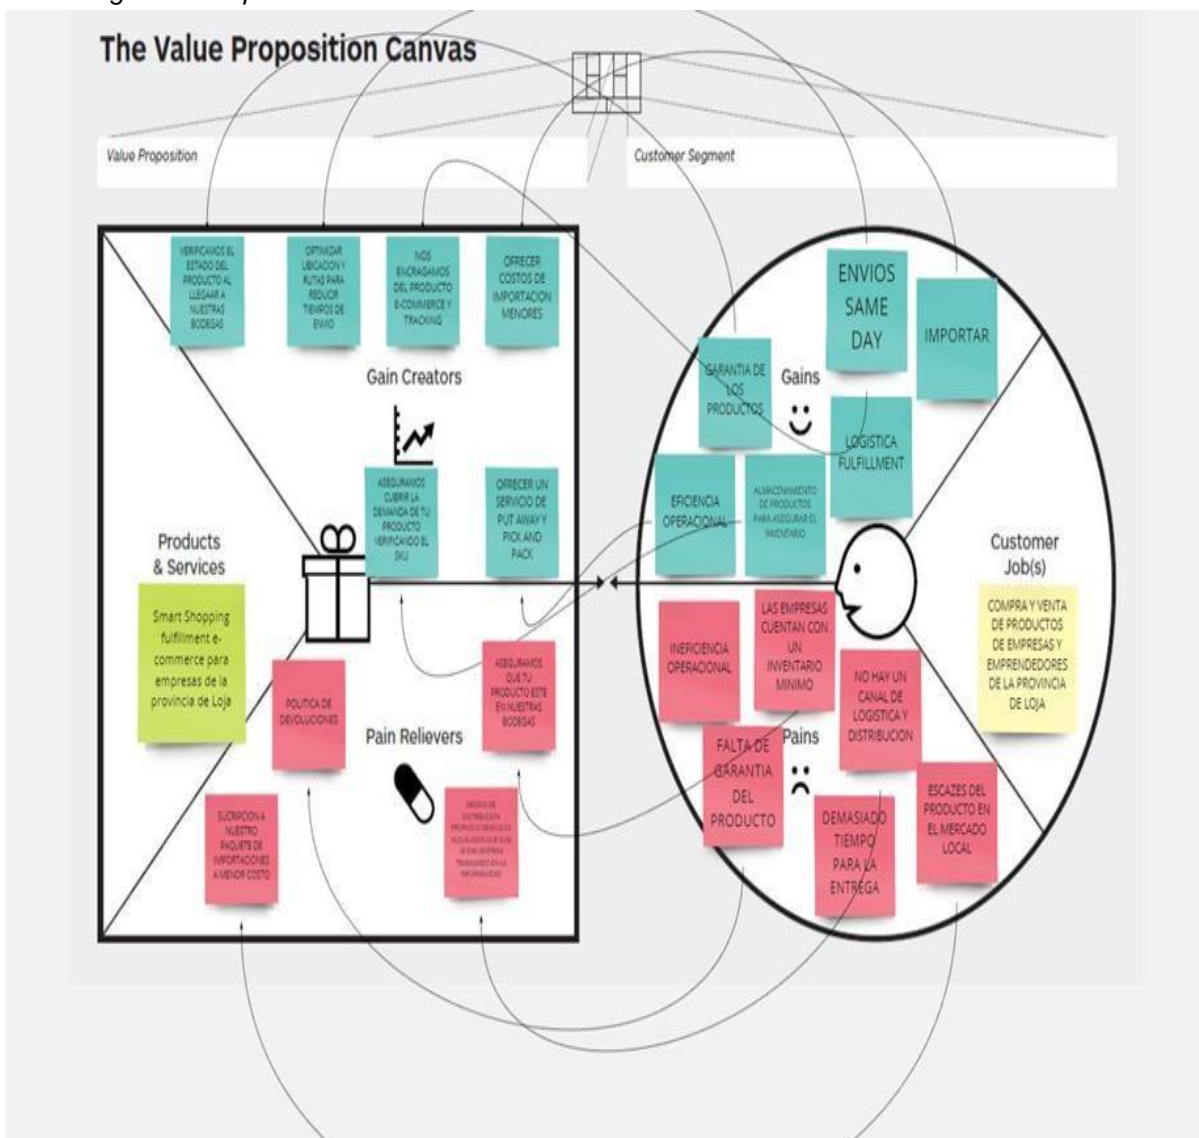 The Value Proposition Canvas
Value Proposition
Customer Segment
VERIFICAMOS EL
ESTADO DEL
PRODUCTO AL
LLEGAAR A
NUESTRAS
BODEGAS
OPTIMIZAR
UBICACION Y
RUTAS PARA
REDUCIR
TIEMPOS DE
ENVIO
NOS
ENCRAGAMOS
DEL PRODUCTO
E-COMMERCE Y
TRACKING
OFRECER
COSTOS DE
IMPORTACION
MENORES
Gain Creators
ASEGURAMOS
CUBRIR LA
DEMANDA DE TU
PRODUCTO
VERIFICANDO EL
SKU
OFRECER UN
SERVICIO DE
PUT AWAY Y
PICK AND
PACK
Products
& Services
Smart Shopping
fulfillment e-
commerce para
empresas de la
provincia de Loja
POLITICA DE
DEVOLUCIONES
ASEGURAMOS
QUE TU
PRODUCTO ESTE
EN NUESTRAS
BODEGAS
Pain Relievers
SUCRIPCION A
NUESTRO
PAQUETE DE
IMPORTACIONES
A MENOR COSTO
ENVIOS
SAME
DAY
IMPORTAR
GARANTIA DE
LOS
PRODUCTOS
Gains
LOGISTICA
FULFILLMENT
EFICIENCIA
OPERACIONAL
ALMACENAMIENTO
DE PRODUCTOS
PARA ASEGURAR EL
INVENTARIO
Customer
Job(s)
COMPRA Y VENTA
DE PRODUCTOS
DE EMPRESAS Y
EMPRENDEDORES
DE LA PROVINCIA
DE LOJA
INEFICIENCIA
OPERACIONAL
LAS EMPRESAS
CUENTAN CON
UN
INVENTARIO
MINIMO
NO HAY UN
CANAL DE
LOGISTICA Y
DISTRIBUCION
Pains
FALTA DE
GARANTIA
DEL
PRODUCTO
DEMASIADO
TIEMPO
PARA LA
ENTREGA
ESCAZES DEL
PRODUCTO EN
EL MERCADO
LOCAL